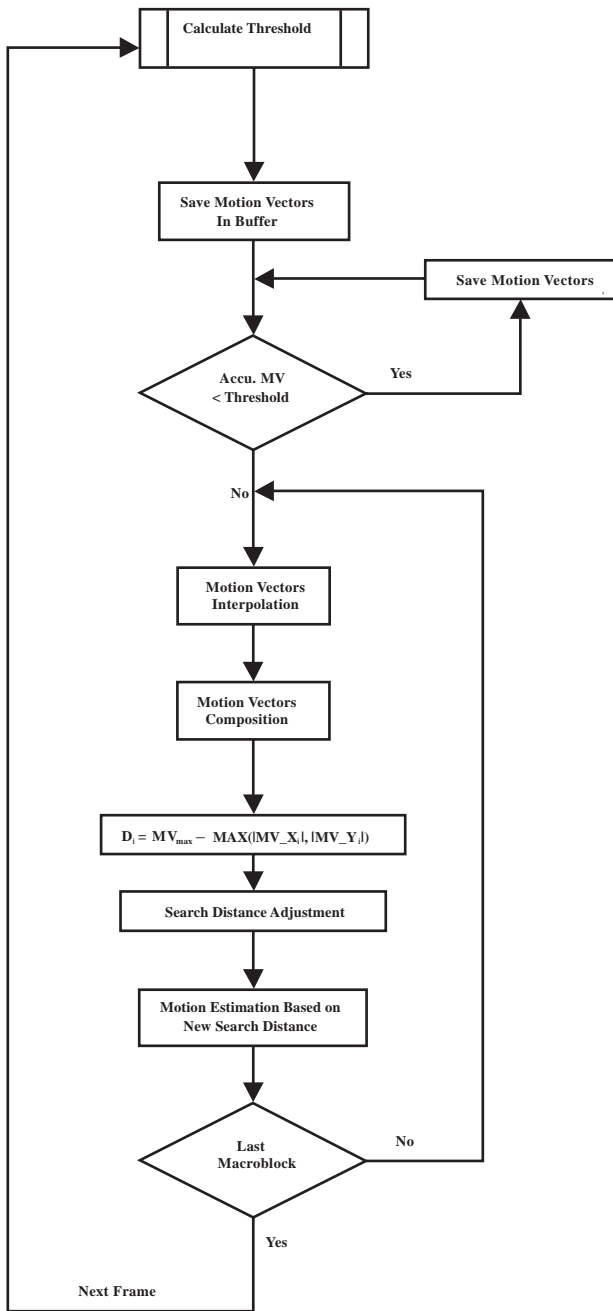 Calculate Threshold
Save Motion Vectors
In Buffer
Save Motion Vectors
Accu. MV
< Threshold
Yes
No
Motion Vectors
Interpolation
Motion Vectors
Composition
Dᵢ = MVₘₐₓ − MAX(|MV_Xᵢ|, |MV_Yᵢ|)
Search Distance Adjustment
Motion Estimation Based on
New Search Distance
Last
Macroblock
No
Yes
Next Frame